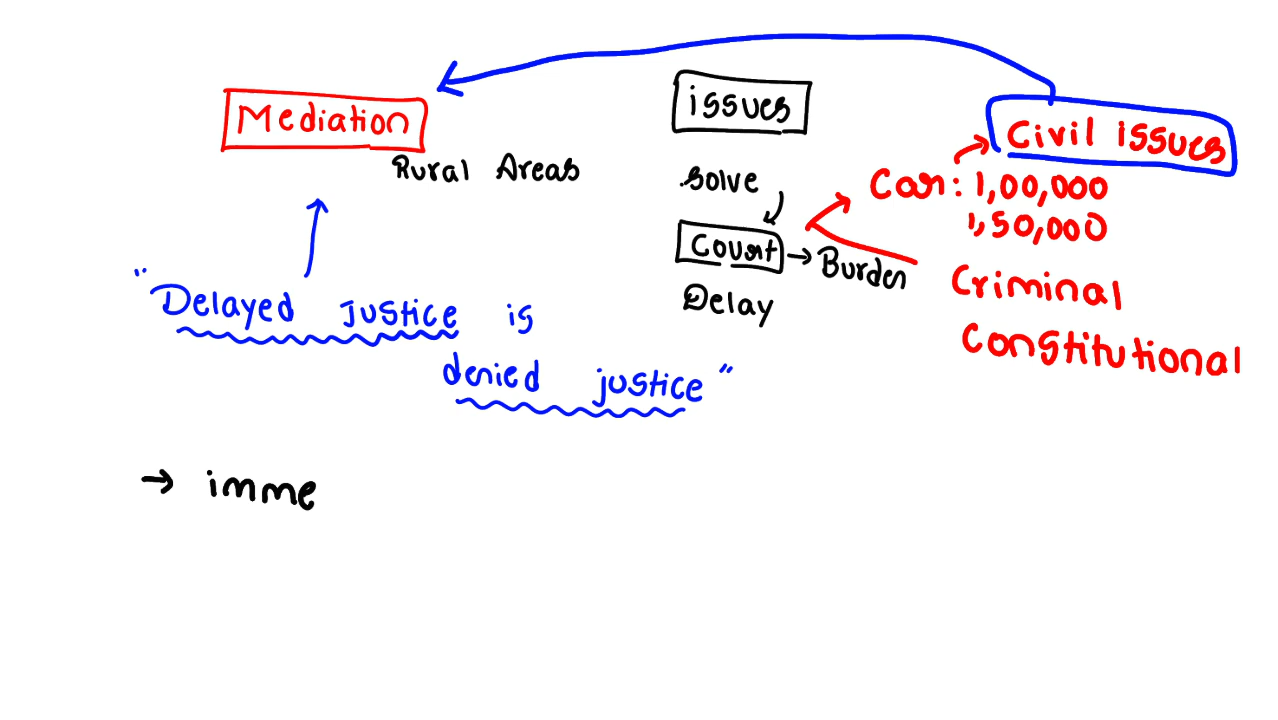 Mediation
Rural Areas
"Delayed justice is
denied justice"
→ imme
issues
solve
Court → Burden
Delay
Civil issues
Car: 1,00,000
1,50,000
Criminal
Constitutional